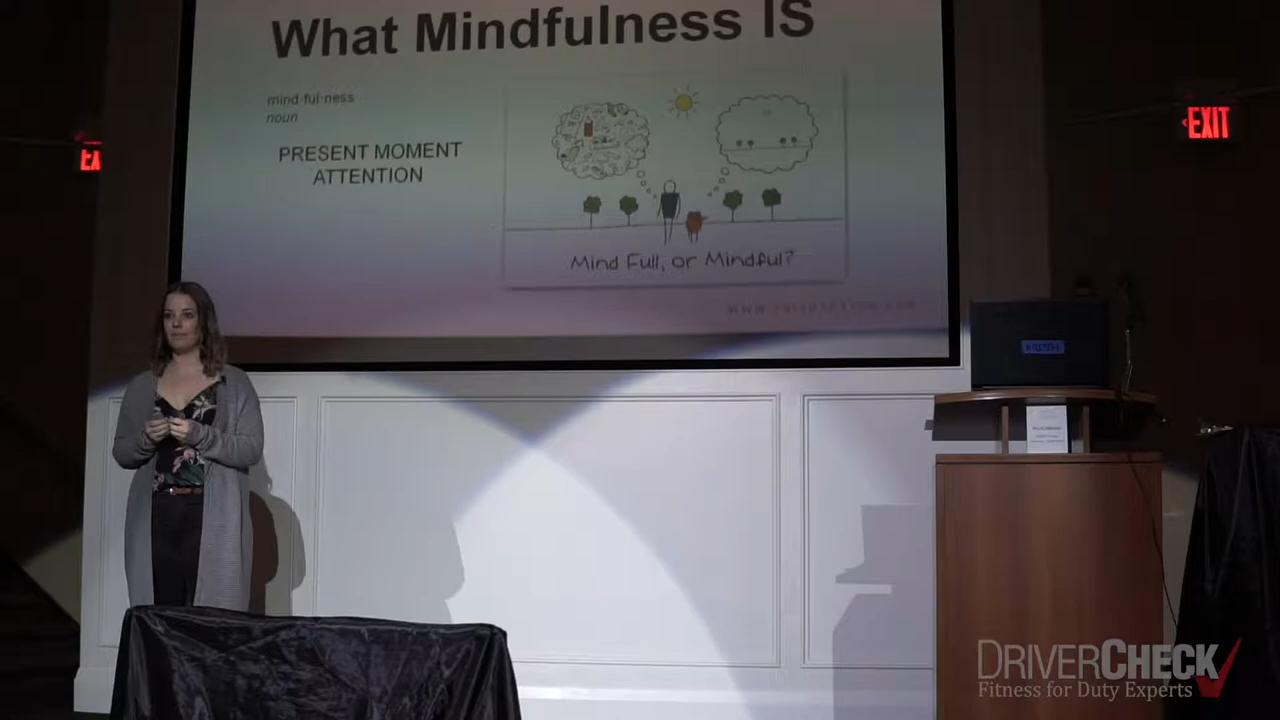 What Mindfulness IS
mind·ful·ness
noun
PRESENT MOMENT
ATTENTION
Mind Full, or Mindful?
EXIT
EX
DRIVERCHECK
Fitness for Duty Experts